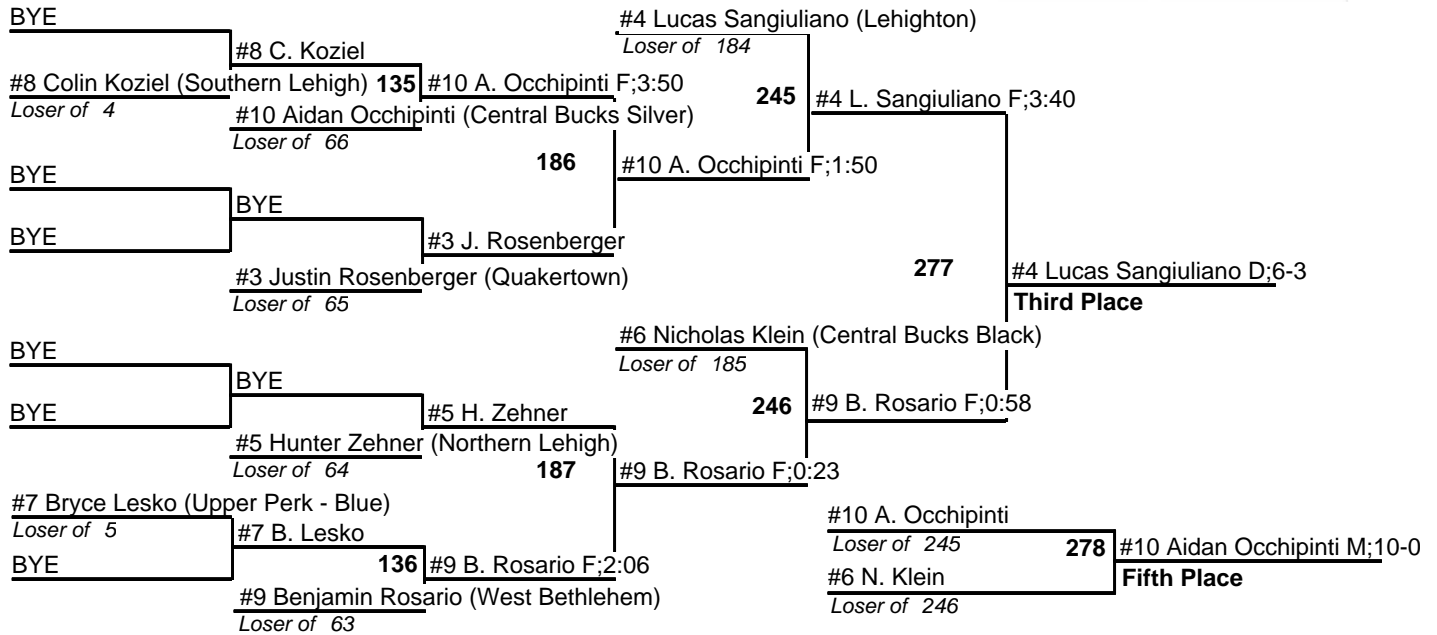 BYE
#4 Lucas Sangiuliano (Lehighton)
Loser of 184
#8 C. Koziel
#8 Colin Koziel (Southern Lehigh)
135
#10 A. Occhipinti F;3:50
Loser of 4
245
#4 L. Sangiuliano F;3:40
#10 Aidan Occhipinti (Central Bucks Silver)
Loser of 66
186
#10 A. Occhipinti F;1:50
BYE
BYE
BYE
#3 J. Rosenberger
#3 Justin Rosenberger (Quakertown)
Loser of 65
277
#4 Lucas Sangiuliano D;6-3
Third Place
#6 Nicholas Klein (Central Bucks Black)
Loser of 185
BYE
BYE
BYE
#5 H. Zehner
246
#9 B. Rosario F;0:58
#5 Hunter Zehner (Northern Lehigh)
Loser of 64
187
#9 B. Rosario F;0:23
#7 Bryce Lesko (Upper Perk - Blue)
Loser of 5
#7 B. Lesko
BYE
136
#9 B. Rosario F;2:06
#9 Benjamin Rosario (West Bethlehem)
Loser of 63
#10 A. Occhipinti
Loser of 245
278
#10 Aidan Occhipinti M;10-0
Fifth Place
#6 N. Klein
Loser of 246